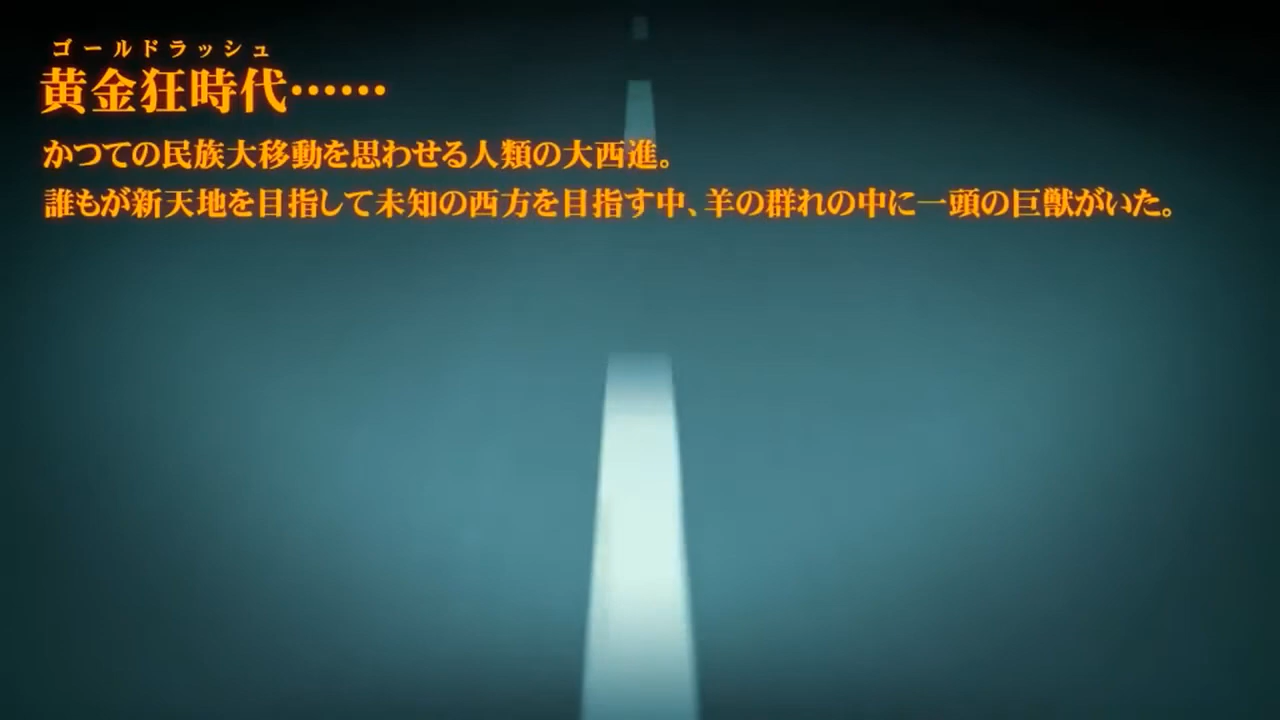 ゴールドラッシュ
黄金狂時代……
かつての民族大移動を思わせる人類の大西進。
誰もが新天地を目指して未知の西方を目指す中、羊の群れの中に一頭の巨獣がいた。